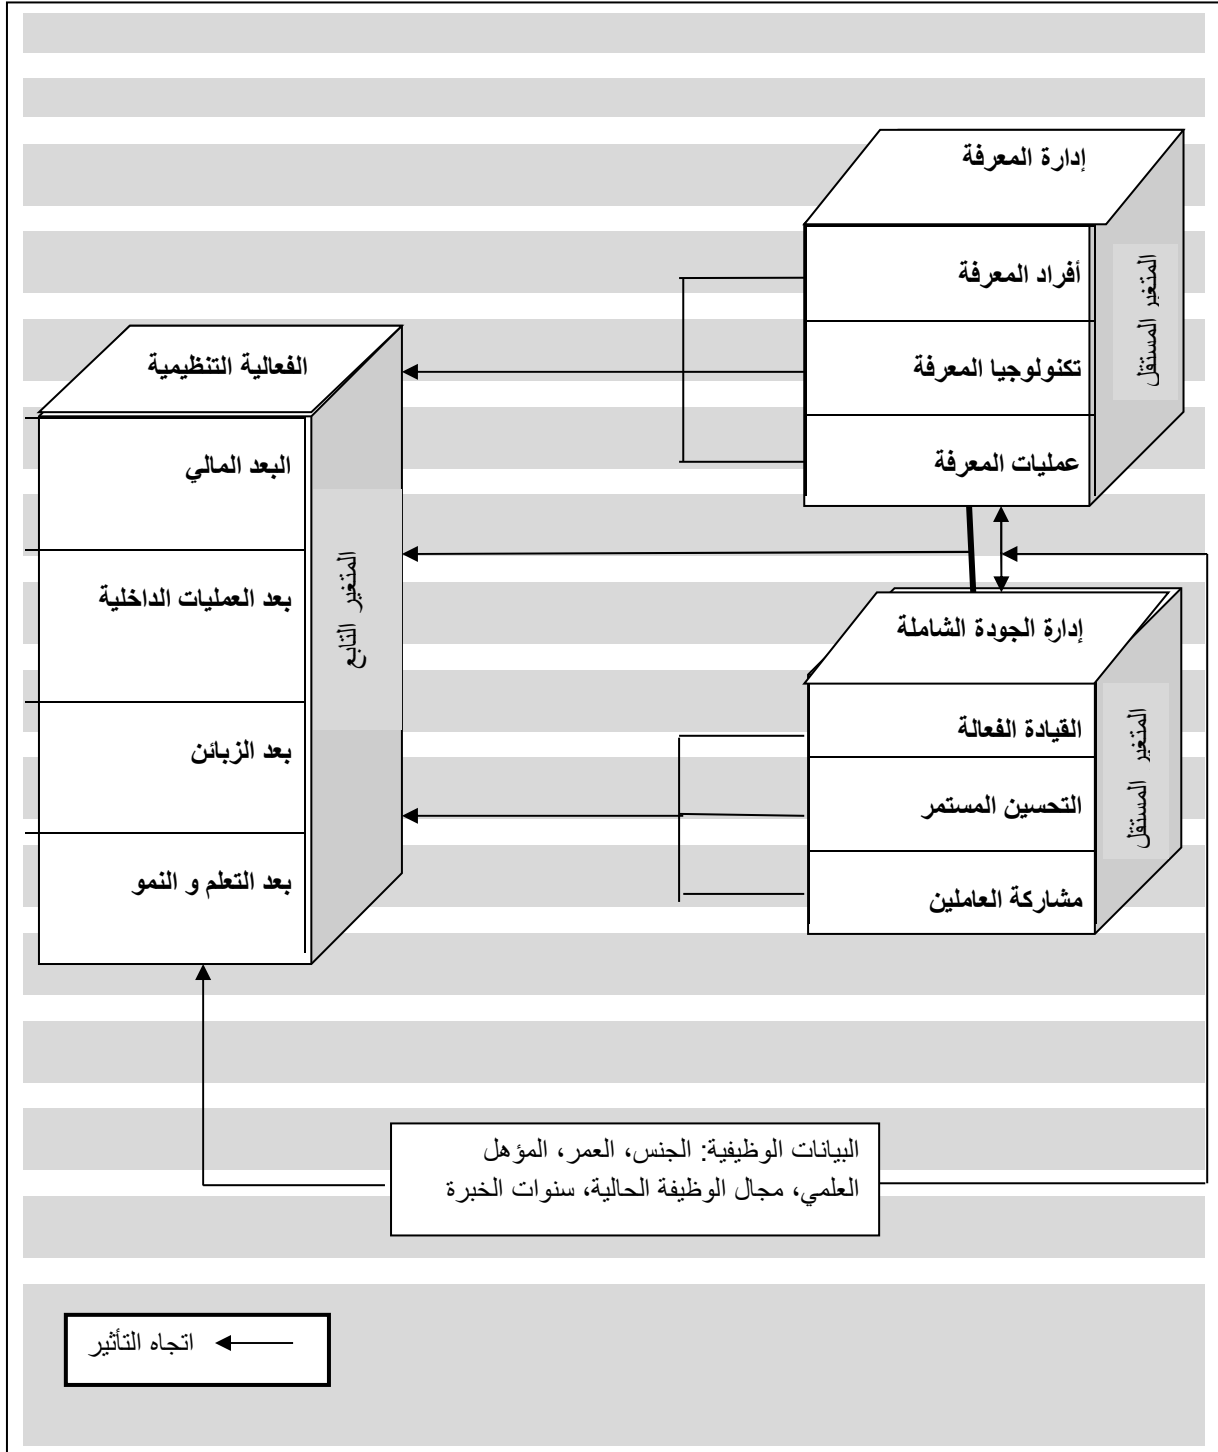 إدارة المعرفة
أفراد المعرفة
تكنولوجيا المعرفة
عمليات المعرفة
المتغير المستقل
الفعالية التنظيمية
البعد المالي
بعد العمليات الداخلية
بعد الزبائن
بعد التعلم و النمو
المتغير التابع
إدارة الجودة الشاملة
القيادة الفعالة
التحسين المستمر
مشاركة العاملين
المتغير المستقل
البيانات الوظيفية: الجنس، العمر، المؤهل
العلمي، مجال الوظيفة الحالية، سنوات الخبرة
اتجاه التأثير